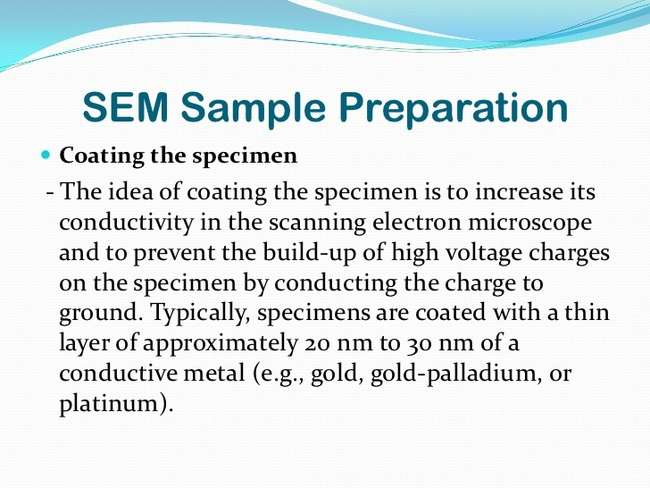 SEM Sample Preparation
• Coating the specimen
- The idea of coating the specimen is to increase its
conductivity in the scanning electron microscope
and to prevent the build-up of high voltage charges
on the specimen by conducting the charge to
ground. Typically, specimens are coated with a thin
layer of approximately 20 nm to 30 nm of a
conductive metal (e.g., gold, gold-palladium, or
platinum).